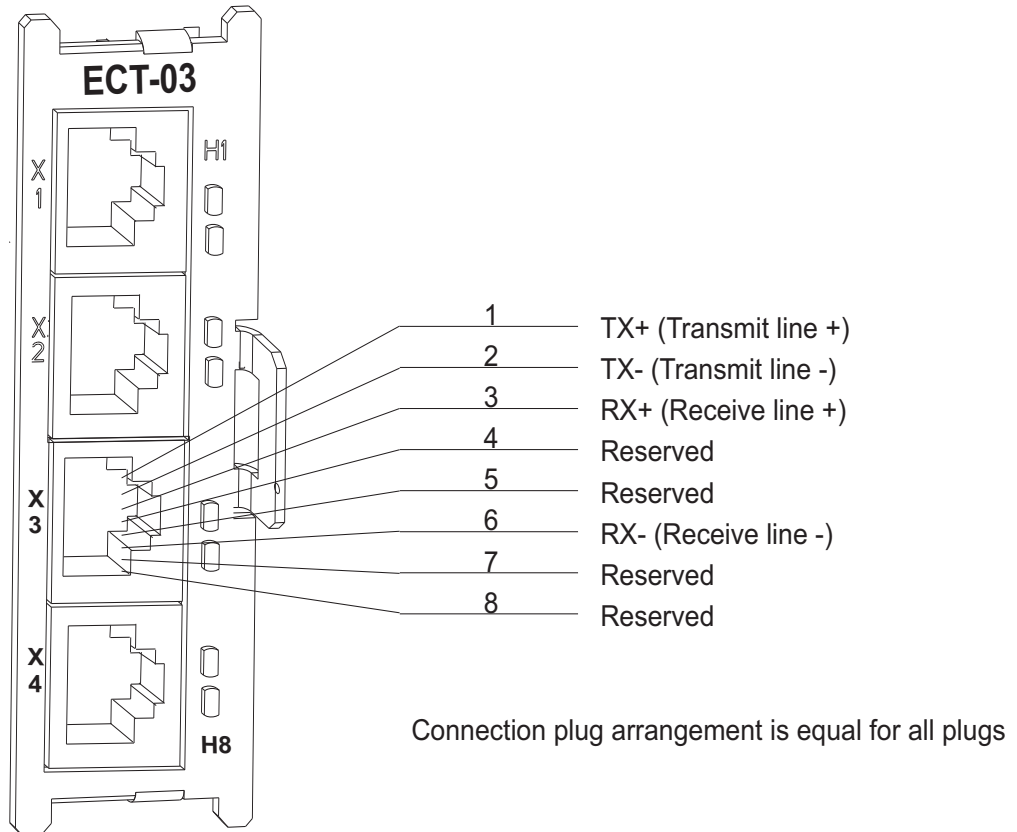 ECT-03
H1
X
1
X
2
X
3
X
4
H8
1 TX+ (Transmit line +)
2 TX- (Transmit line -)
3 RX+ (Receive line +)
4 Reserved
5 Reserved
6 RX- (Receive line -)
7 Reserved
8 Reserved
Connection plug arrangement is equal for all plugs